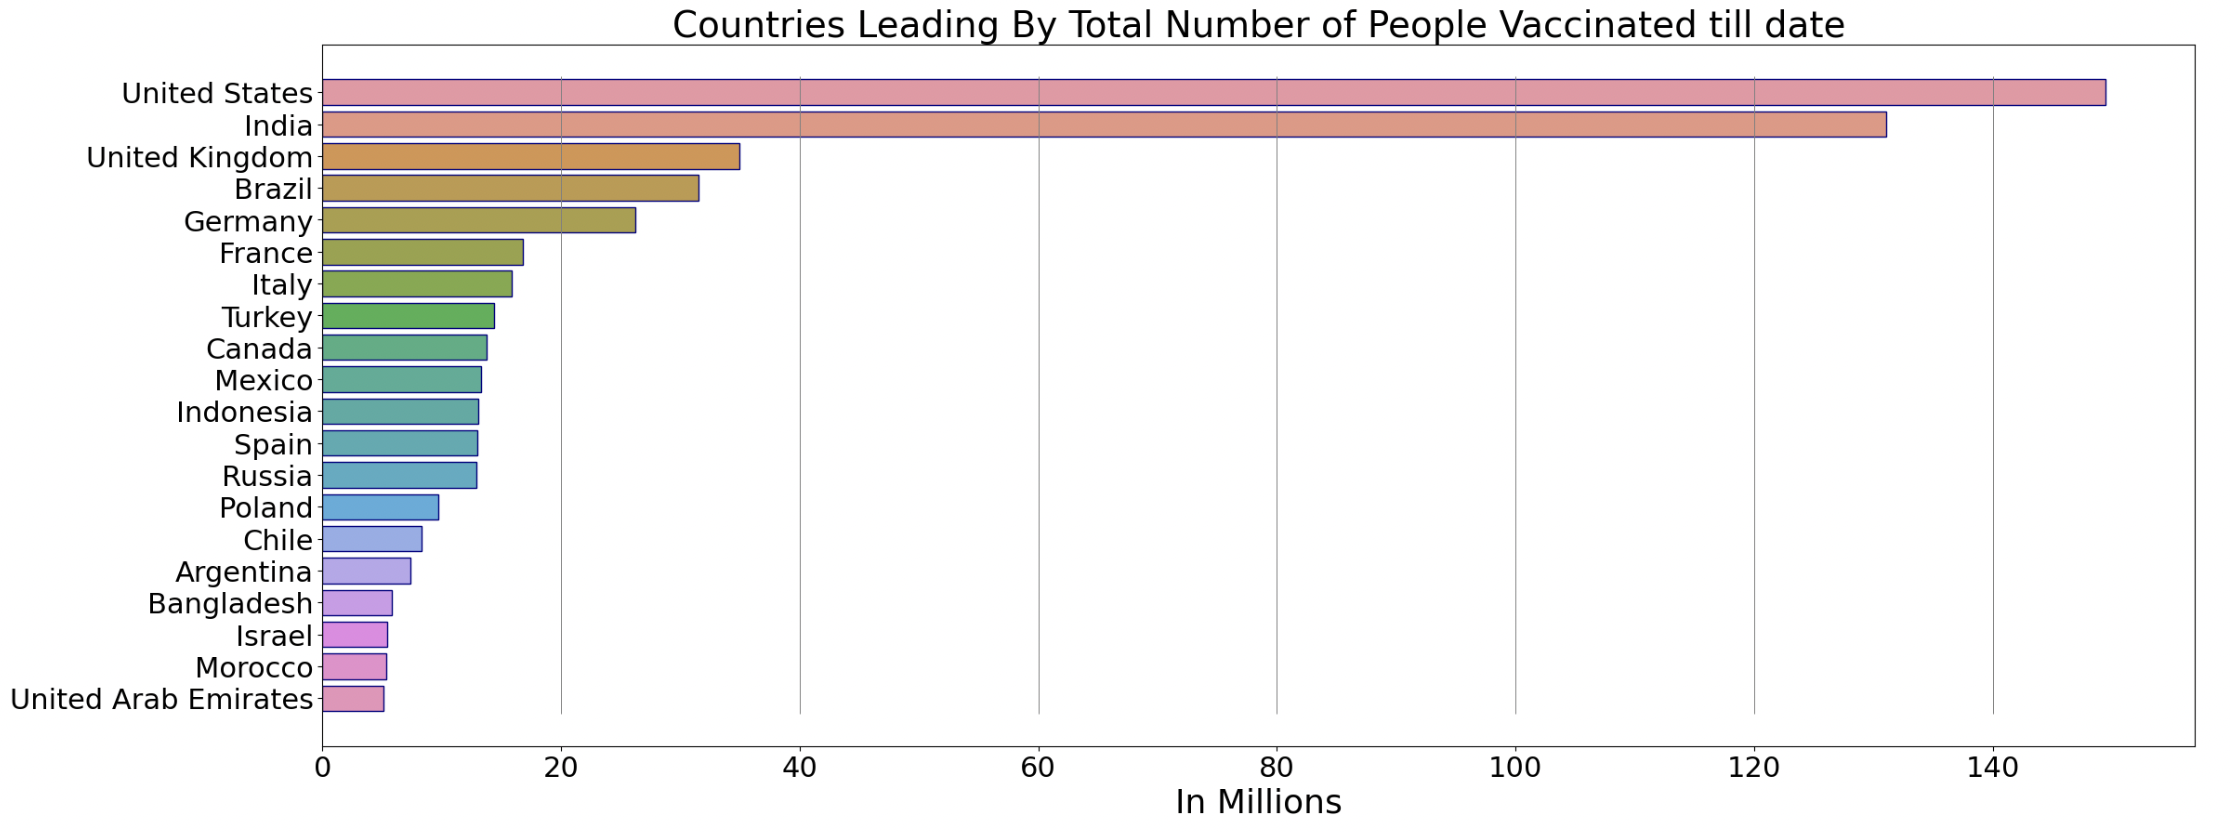 Countries Leading By Total Number of People Vaccinated till date
United States
India
United Kingdom
Brazil
Germany
France
Italy
Turkey
Canada
Mexico
Indonesia
Spain
Russia
Poland
Chile
Argentina
Bangladesh
Israel
Morocco
United Arab Emirates
0 20 40 60 80 100 120 140
In Millions